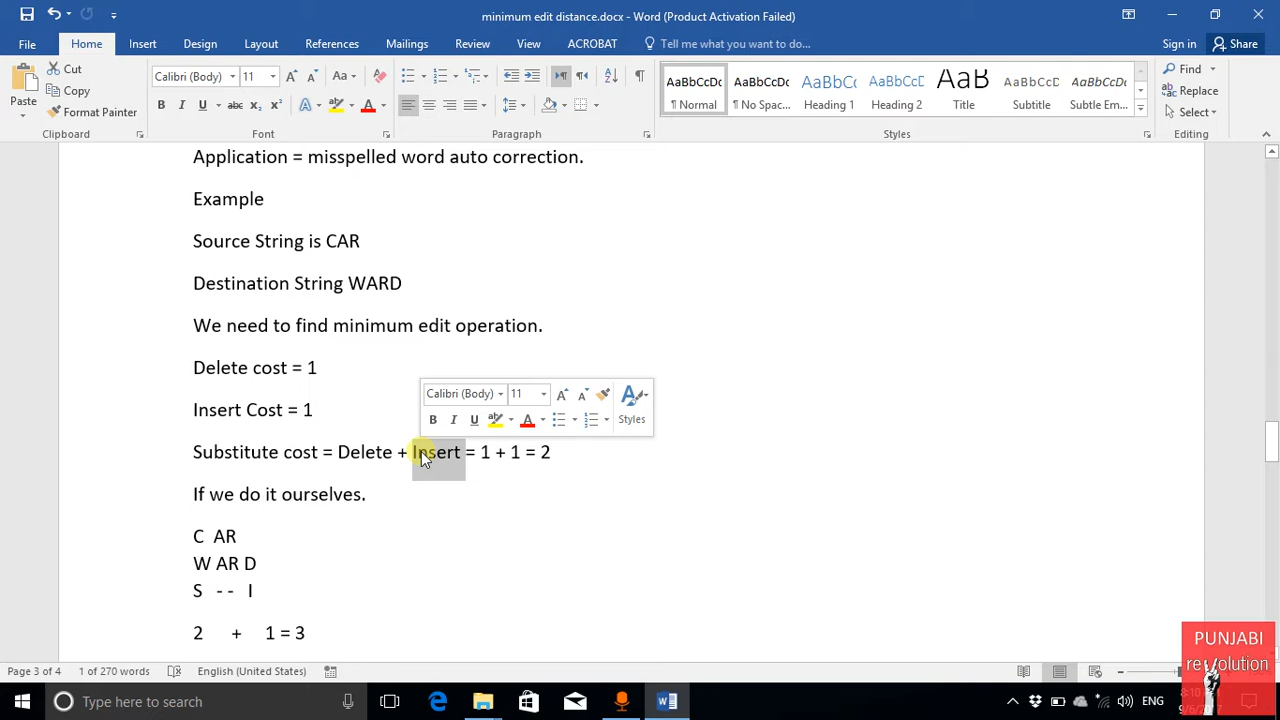 minimum edit distance.docx - Word (Product Activation Failed)
File Home Insert Design Layout References Mailings Review View ACROBAT Tell me what you want to do... Sign in Share
Paste Cut Copy Format Painter
Calibri (Body) 11
AaBbCcDc AaBbCcDc AaBbCc AaBbCcD AaB AaBbCcD AaBbCcDc
¶ Normal ¶ No Spac... Heading Heading 2 Title Subtitle Subtle Em...
Find Replace Select
Clipboard Font Paragraph Styles Editing
Application = misspelled word auto correction.
Example
Source String is CAR
Destination String WARD
We need to find minimum edit operation.
Delete cost = 1
Calibri (Body) 11
Insert Cost = 1
B I U Styles
Substitute cost = Delete + Insert = 1 + 1 = 2
If we do it ourselves.
C AR
W AR D
S - - I
2 + 1 = 3
PUNJABI
revolution
Page 3 of 4 1 of 270 words English (United States)
Type here to search ENG